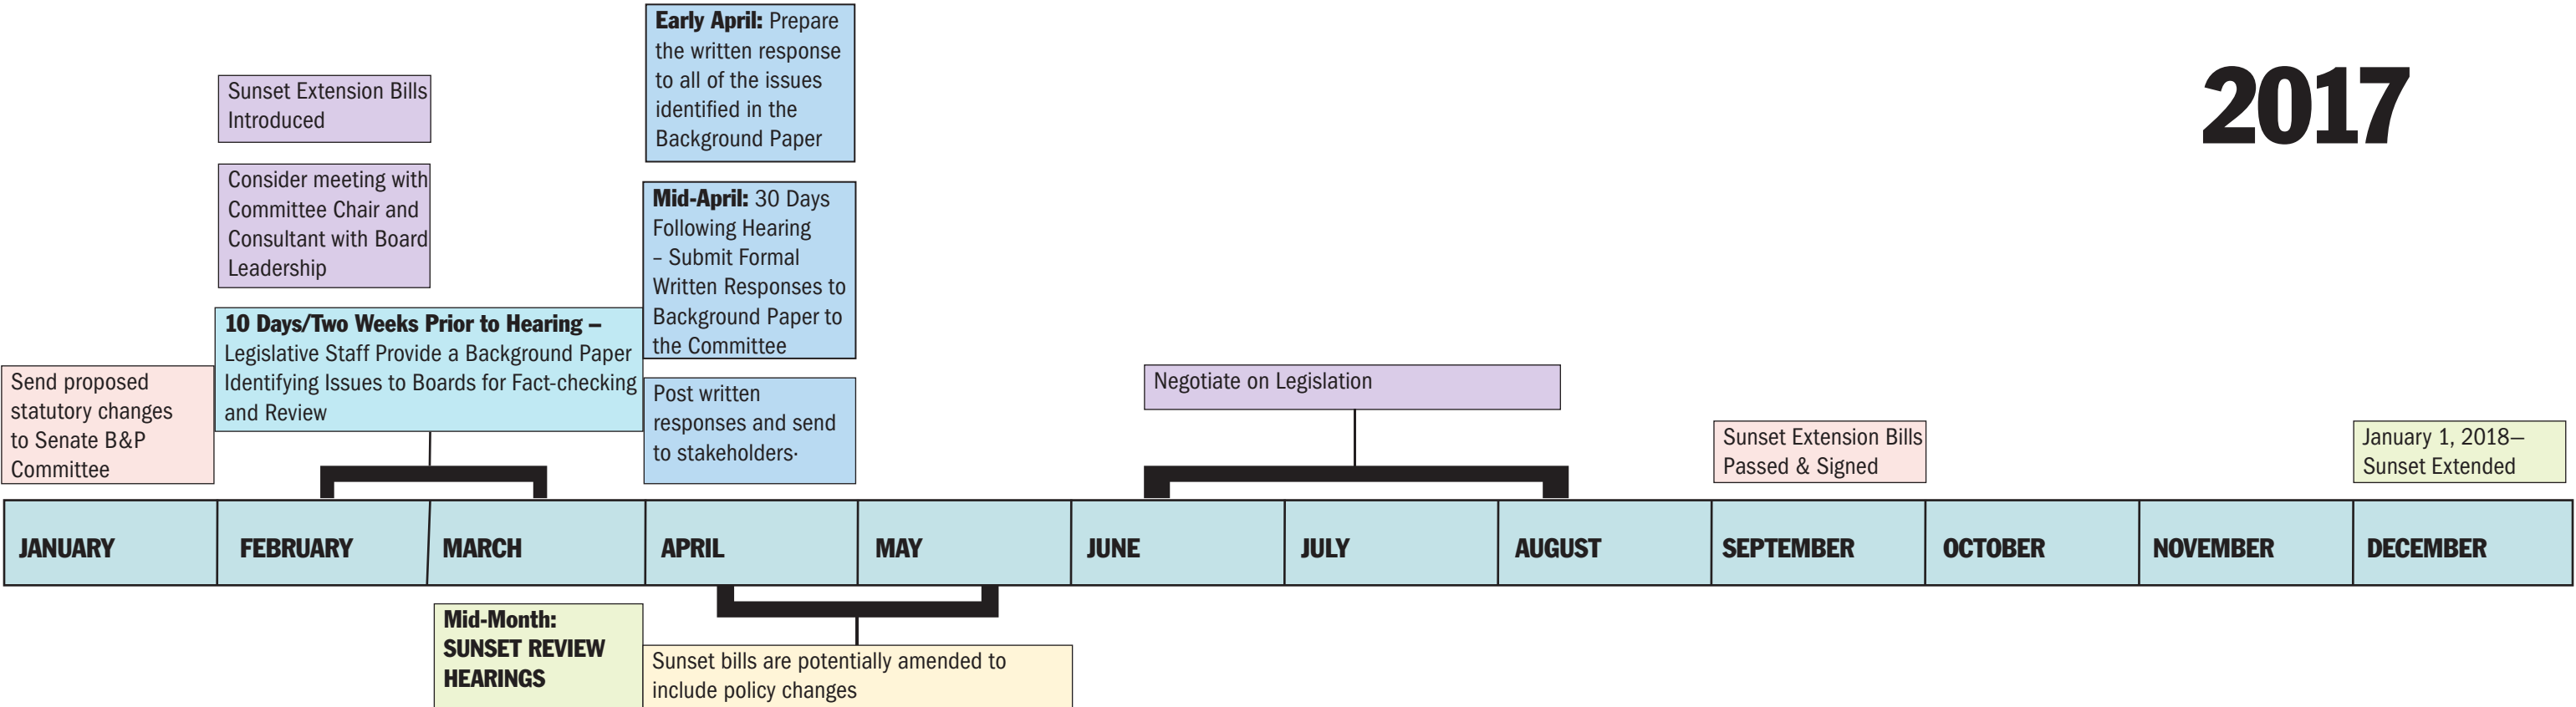 2017
Early April: Prepare
the written response
to all of the issues
identified in the
Background Paper
Sunset Extension Bills
Introduced
Consider meeting with
Committee Chair and
Consultant with Board
Leadership
Mid-April: 30 Days
Following Hearing
– Submit Formal
Written Responses to
Background Paper to
the Committee
10 Days/Two Weeks Prior to Hearing –
Legislative Staff Provide a Background Paper
Identifying Issues to Boards for Fact-checking
and Review
Send proposed
statutory changes
to Senate B&P
Committee
Post written
responses and send
to stakeholders·
Negotiate on Legislation
Sunset Extension Bills
Passed & Signed
January 1, 2018—
Sunset Extended
JANUARY
FEBRUARY
MARCH
APRIL
MAY
JUNE
JULY
AUGUST
SEPTEMBER
OCTOBER
NOVEMBER
DECEMBER
Mid-Month:
SUNSET REVIEW
HEARINGS
Sunset bills are potentially amended to
include policy changes